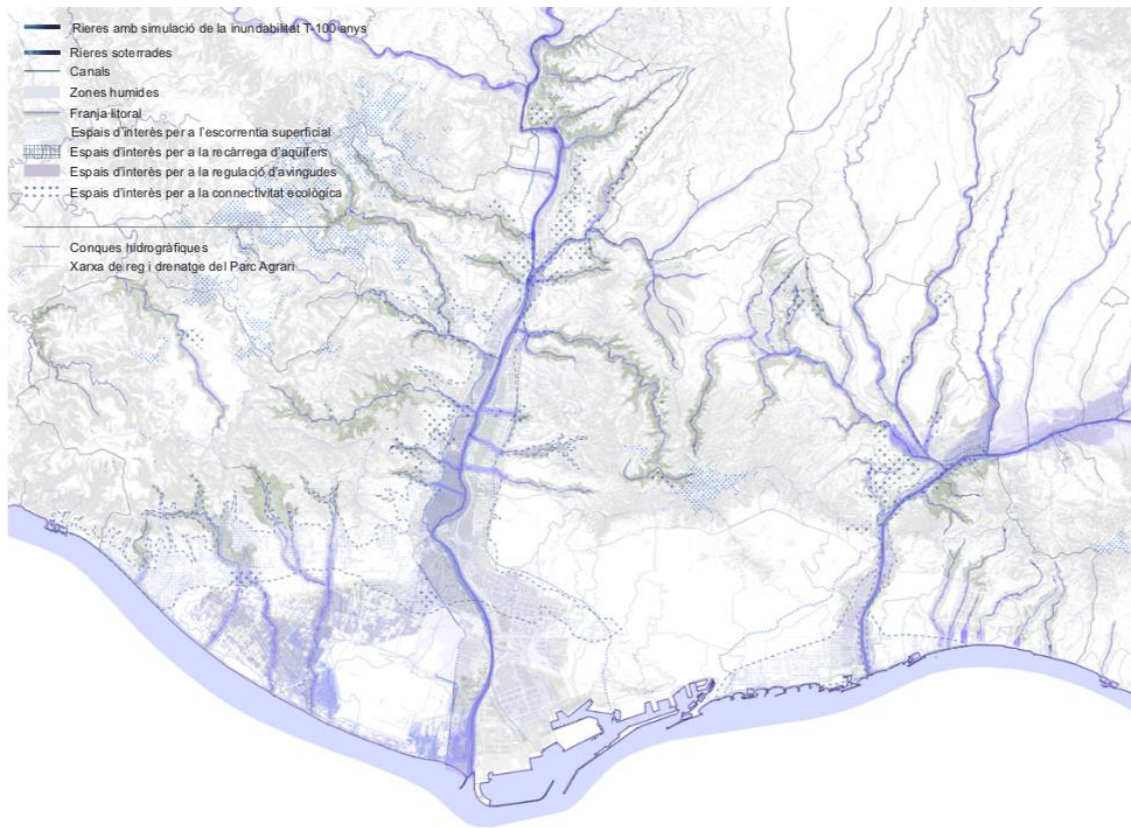 Rieres amb simulació de la inundabilitat T-100 anys
Rieres soterrades
Canals
Zones humides
Franja litoral
Espais d'interès per a l'escorrentia superficial
Espais d'interès per a la recàrrega d'aqüífers
Espais d'interès per a la regulació d'avingudes
Espais d'interès per a la connectivitat ecològica
Conques hidrogràfiques
Xarxa de reg i drenatge del Parc Agrari